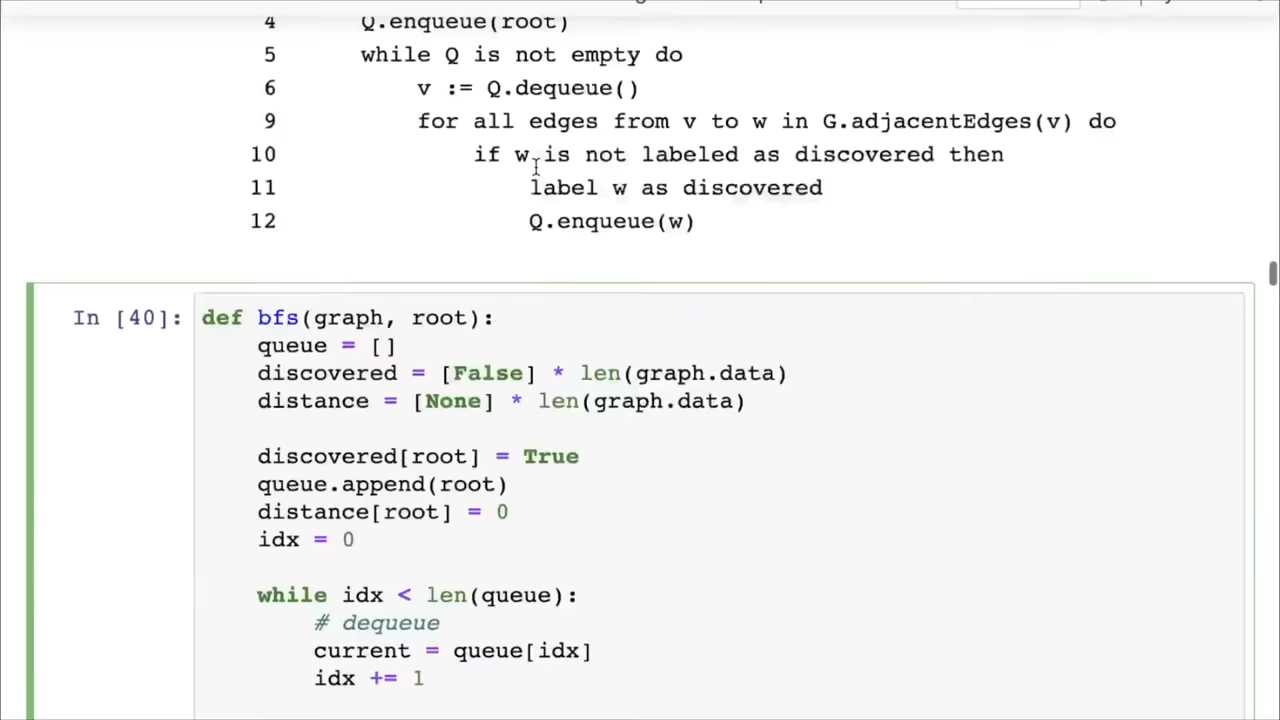 4 Q.enqueue(root)
5 while Q is not empty do
6 v := Q.dequeue()
9 for all edges from v to w in G.adjacentEdges(v) do
10 if w is not labeled as discovered then
11 label w as discovered
12 Q.enqueue(w)
In [40]: def bfs(graph, root):
queue = []
discovered = [False] * len(graph.data)
distance = [None] * len(graph.data)
discovered[root] = True
queue.append(root)
distance[root] = 0
idx = 0
while idx < len(queue):
# dequeue
current = queue[idx]
idx += 1